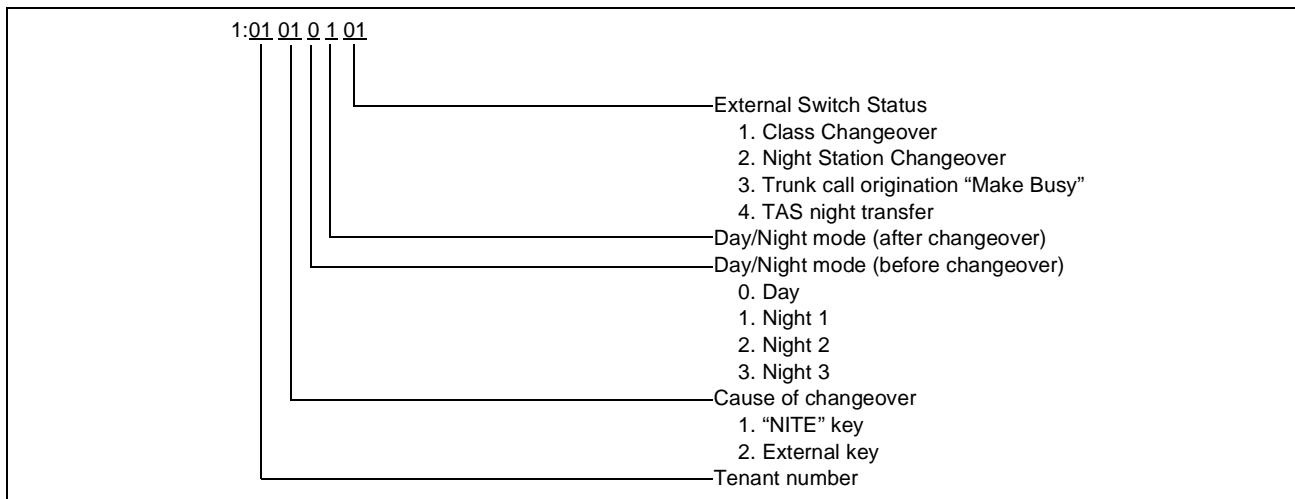 1:01 01 0 1 01
External Switch Status
1. Class Changeover
2. Night Station Changeover
3. Trunk call origination “Make Busy”
4. TAS night transfer
Day/Night mode (after changeover)
Day/Night mode (before changeover)
0. Day
1. Night 1
2. Night 2
3. Night 3
Cause of changeover
1. “NITE” key
2. External key
Tenant number